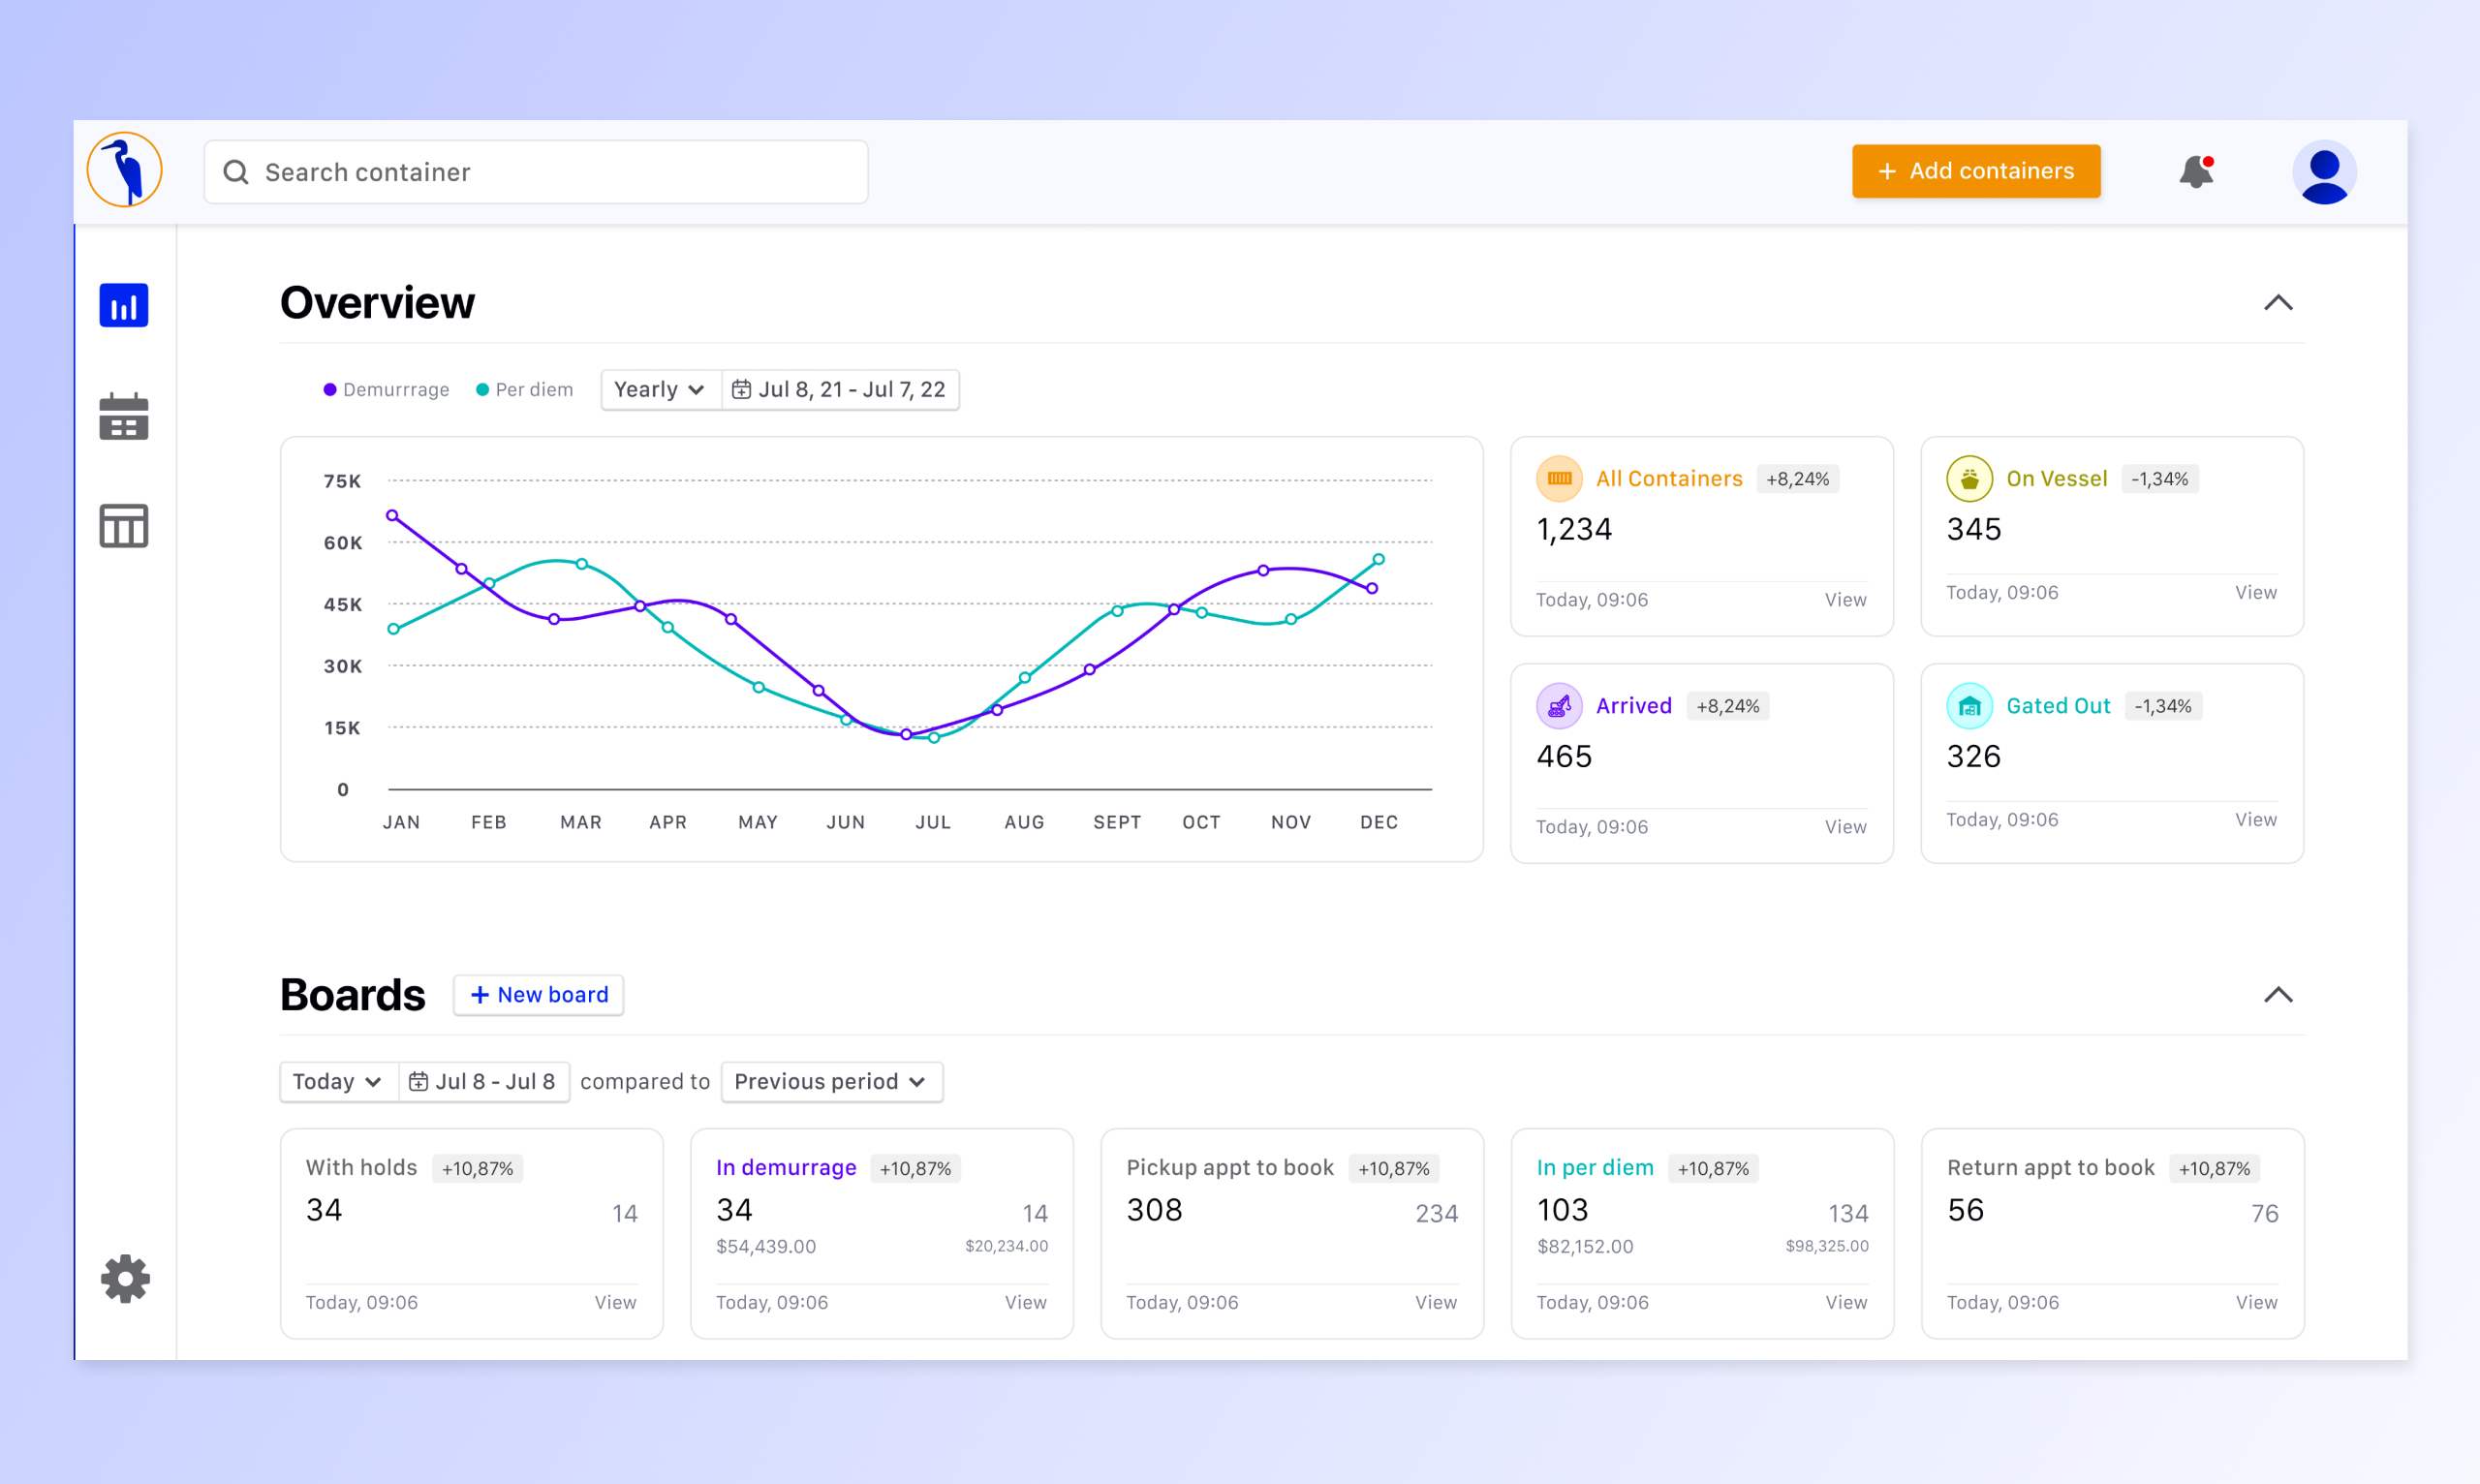 Search container
+ Add containers
Overview
Demurrrage
Per diem
Yearly
Jul 8, 21 - Jul 7, 22
75K
60K
45K
30K
15K
0
JAN FEB MAR APR MAY JUN JUL AUG SEPT OCT NOV DEC
All Containers +8,24%
1,234
Today, 09:06 View
On Vessel -1,34%
345
Today, 09:06 View
Arrived +8,24%
465
Today, 09:06 View
Gated Out -1,34%
326
Today, 09:06 View
Boards
+ New board
Today
Jul 8 - Jul 8
compared to
Previous period
With holds +10,87%
34 14
Today, 09:06 View
In demurrage +10,87%
34 14
$54,439.00 $20,234.00
Today, 09:06 View
Pickup appt to book +10,87%
308 234
Today, 09:06 View
In per diem +10,87%
103 134
$82,152.00 $98,325.00
Today, 09:06 View
Return appt to book +10,87%
56 76
Today, 09:06 View